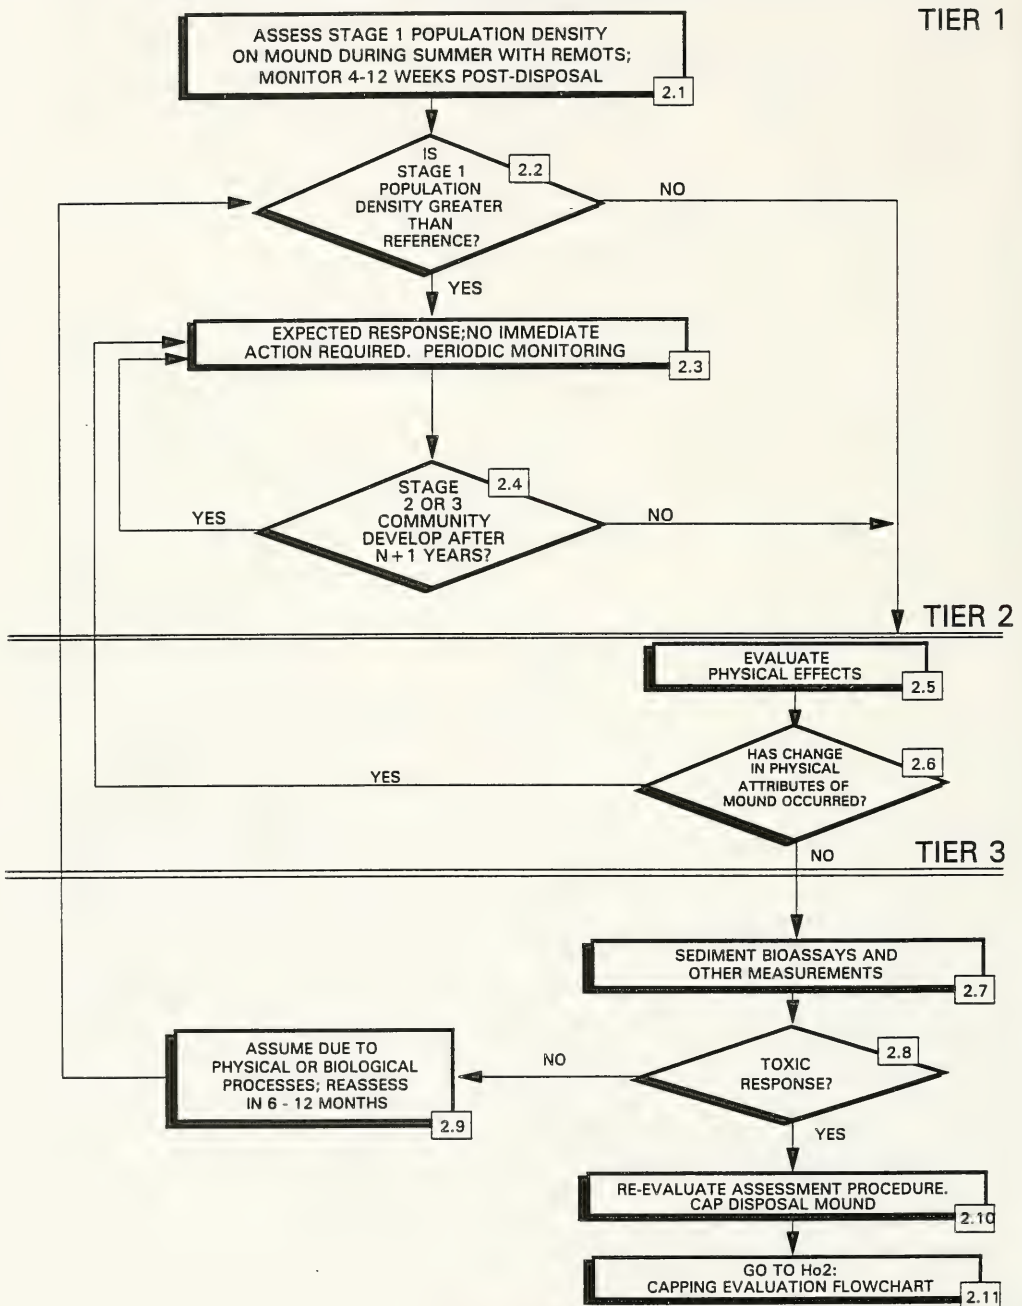 TIER 1
ASSESS STAGE 1 POPULATION DENSITY
ON MOUND DURING SUMMER WITH REMOTS;
MONITOR 4-12 WEEKS POST-DISPOSAL
2.1
IS
STAGE 1
POPULATION
DENSITY GREATER
THAN
REFERENCE?
2.2
NO
YES
EXPECTED RESPONSE;NO IMMEDIATE
ACTION REQUIRED. PERIODIC MONITORING
2.3
STAGE
2 OR 3
COMMUNITY
DEVELOP AFTER
N+1 YEARS?
2.4
YES
NO
TIER 2
EVALUATE
PHYSICAL EFFECTS
2.5
HAS CHANGE
IN PHYSICAL
ATTRIBUTES OF
MOUND OCCURRED?
2.6
YES
NO
TIER 3
SEDIMENT BIOASSAYS AND
OTHER MEASUREMENTS
2.7
TOXIC
RESPONSE?
2.8
NO
YES
ASSUME DUE TO
PHYSICAL OR BIOLOGICAL
PROCESSES; REASSESS
IN 6 - 12 MONTHS
2.9
RE-EVALUATE ASSESSMENT PROCEDURE.
CAP DISPOSAL MOUND
2.10
GO TO Ho2:
CAPPING EVALUATION FLOWCHART
2.11